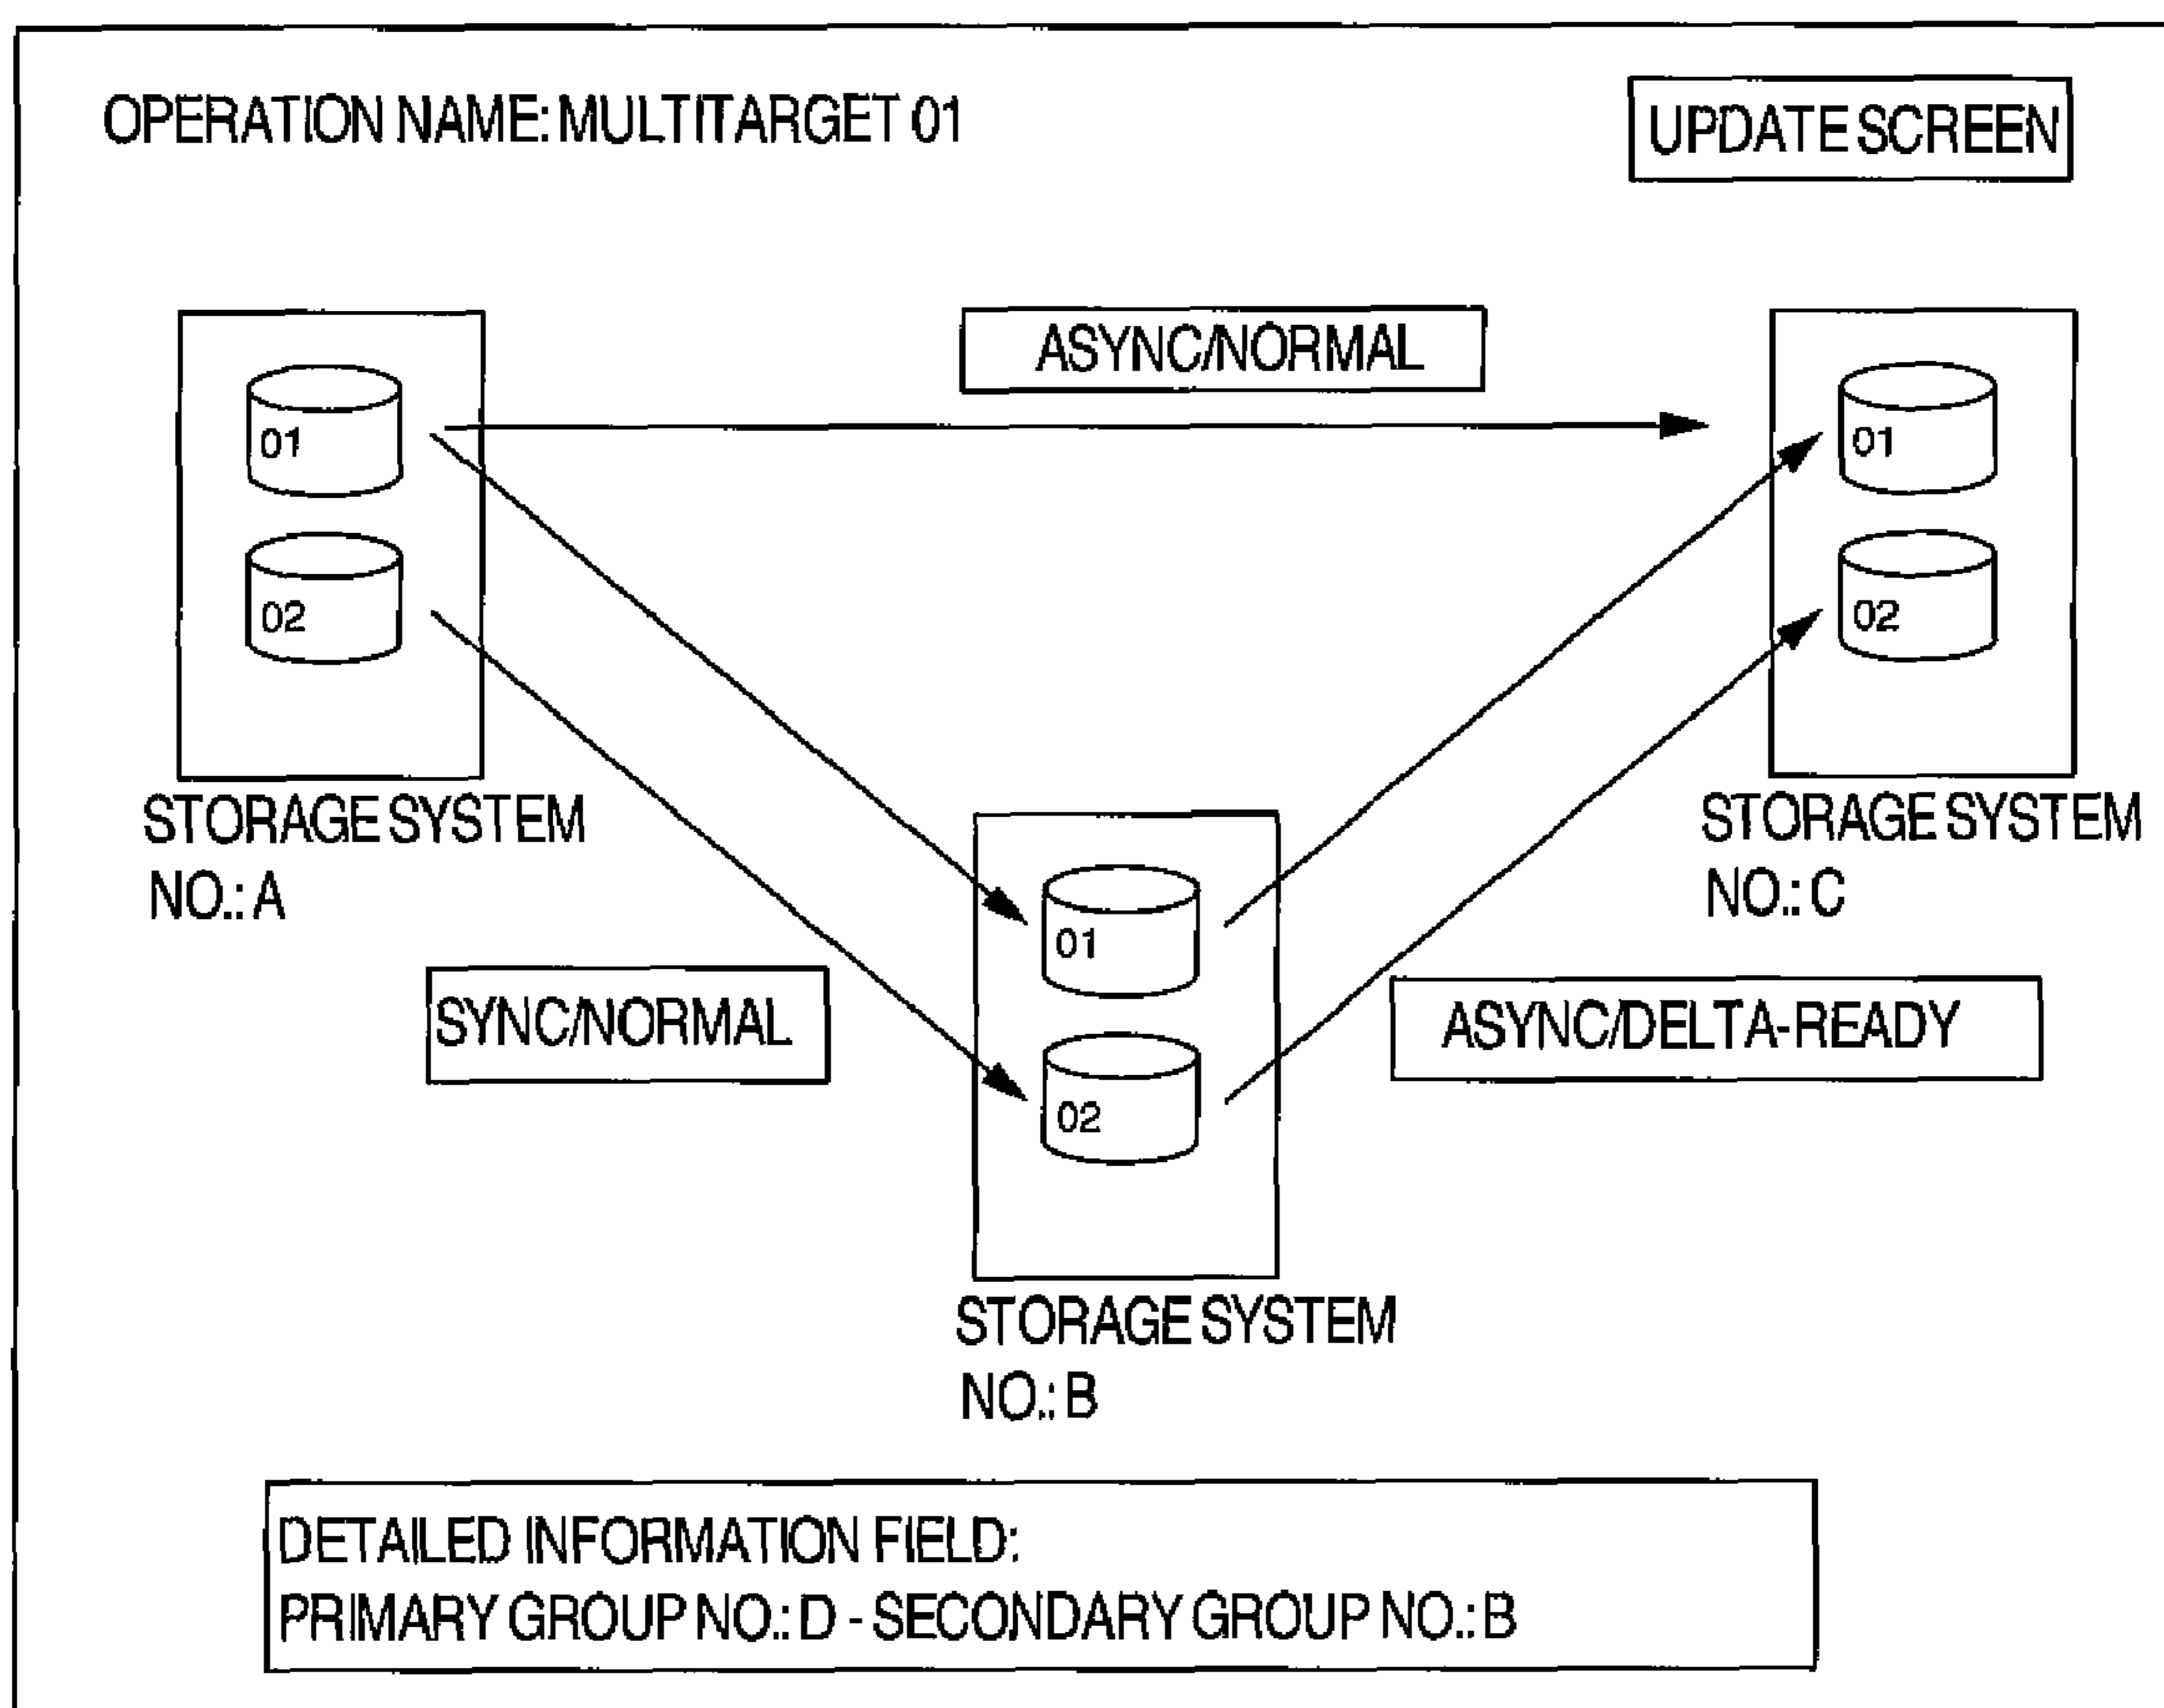 OPERATION NAME: MULTITARGET 01
UPDATE SCREEN
ASYNC/NORMAL
01
02
01
02
STORAGE SYSTEM
NO.: A
STORAGE SYSTEM
NO.: C
01
02
SYNC/NORMAL
ASYNC/DELTA-READY
STORAGE SYSTEM
NO.: B
DETAILED INFORMATION FIELD:
PRIMARY GROUP NO.: D - SECONDARY GROUP NO.: B